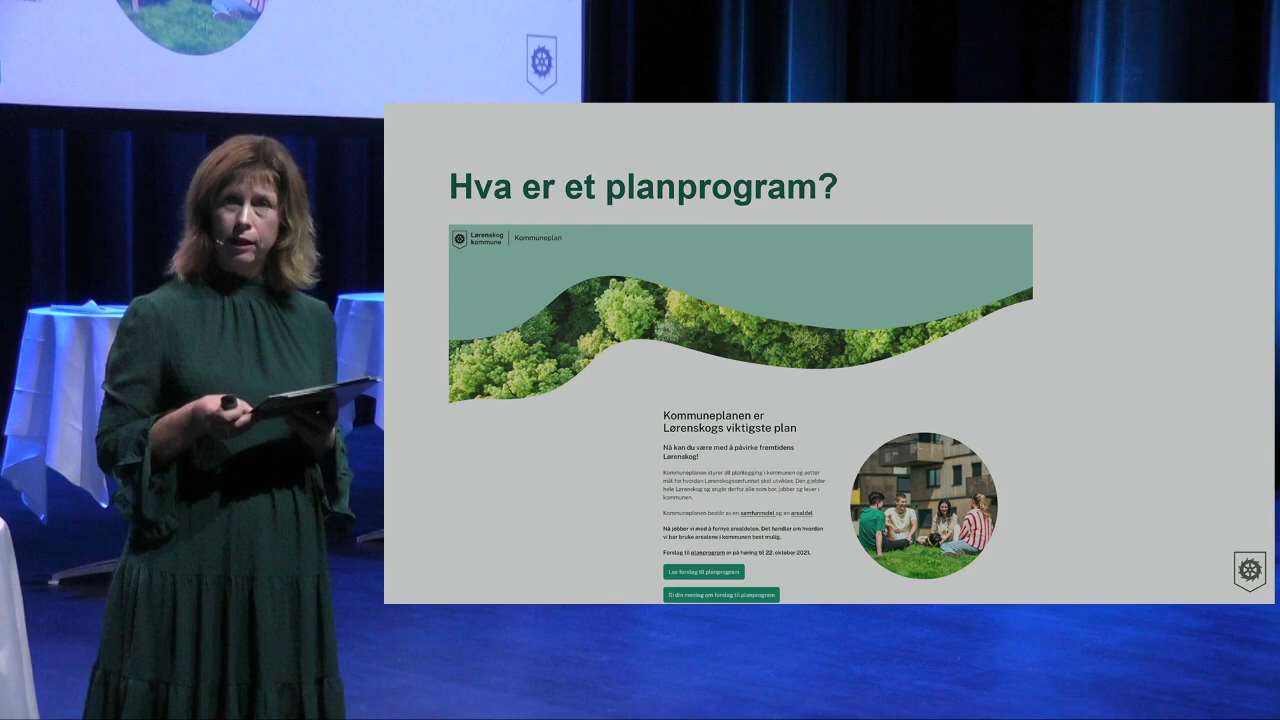 Hva er et planprogram?
Lørenskog
kommune
Kommuneplan
Kommuneplanen er
Lørenskogs viktigste plan
Nå kan du være med å påvirke fremtidens
Lørenskog!
Kommuneplanen styrer all planlegging i kommunen og setter
mål for hvordan Lørenskogsamfunnet skal utvikles. Den gjelder
hele Lørenskog og angår derfor alle som bor, jobber og lever i
kommunen.
Kommuneplanen består av en samfunnsdel og en arealdel.
Nå jobber vi med å fornye arealdelen. Det handler om hvordan
vi bør bruke arealene i kommunen best mulig.
Forslag til planprogram er på høring til 22. oktober 2021.
Les forslag til planprogram
Si din mening om forslag til planprogram